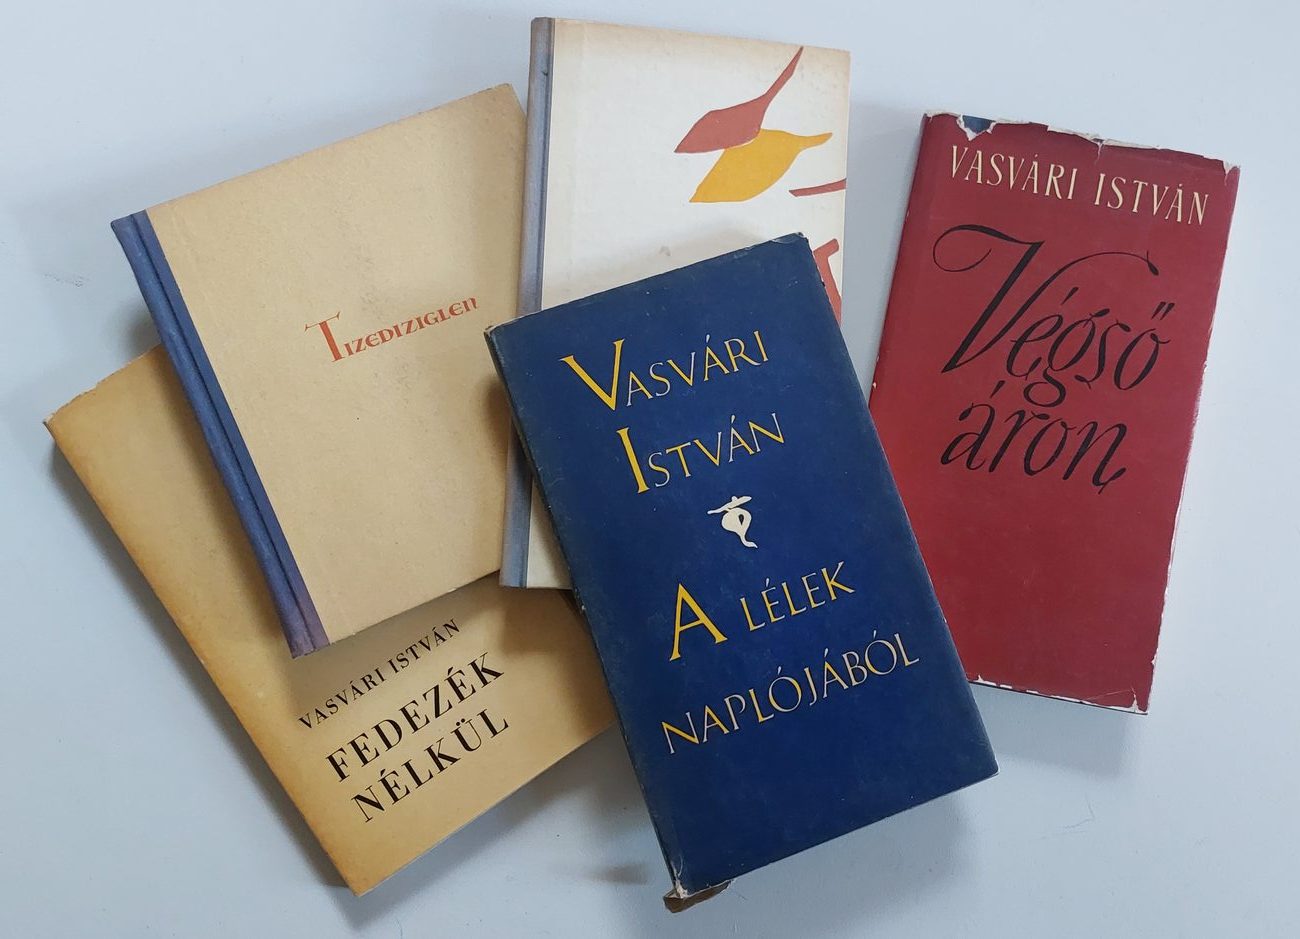 Tizediziglen
VASVÁRI ISTVÁN
FEDEZÉK
NÉLKÜL
VASVÁRI
ISTVÁN
A LÉLEK
NAPLÓJÁBÓL
VASVÁRI ISTVÁN
Végső
áron